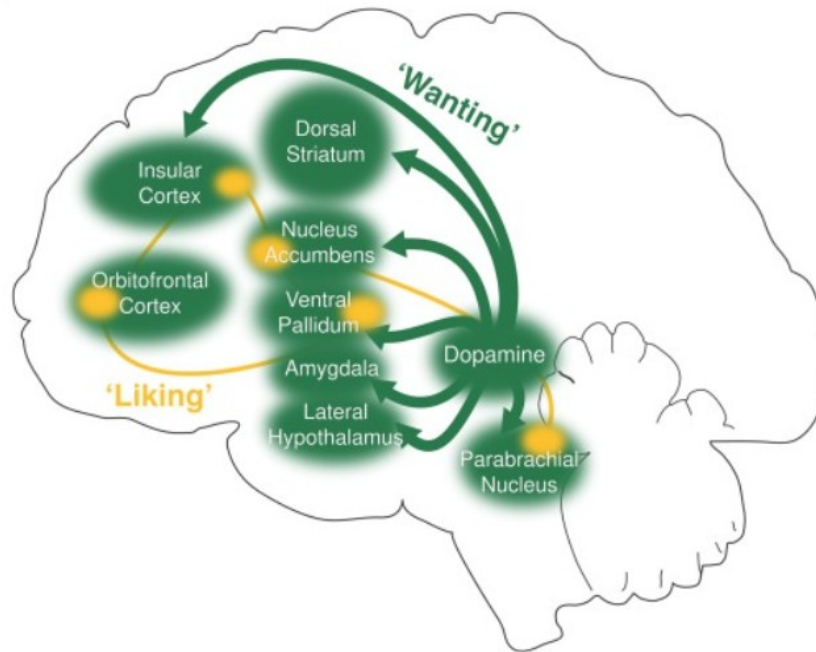 'Wanting'
Dorsal
Striatum
Insular
Cortex
Nucleus
Accumbens
Orbitofrontal
Cortex
Ventral
Pallidum
Dopamine
Amygdala
'Liking'
Lateral
Hypothalamus
Parabrachial
Nucleus